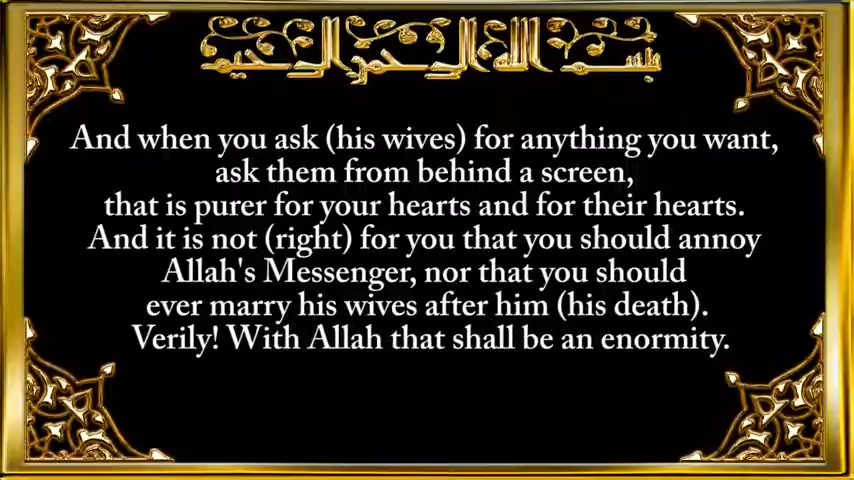 بسم الله الرحمن الرحيم
And when you ask (his wives) for anything you want,
ask them from behind a screen,
that is purer for your hearts and for their hearts.
And it is not (right) for you that you should annoy
Allah's Messenger, nor that you should
ever marry his wives after him (his death).
Verily! With Allah that shall be an enormity.